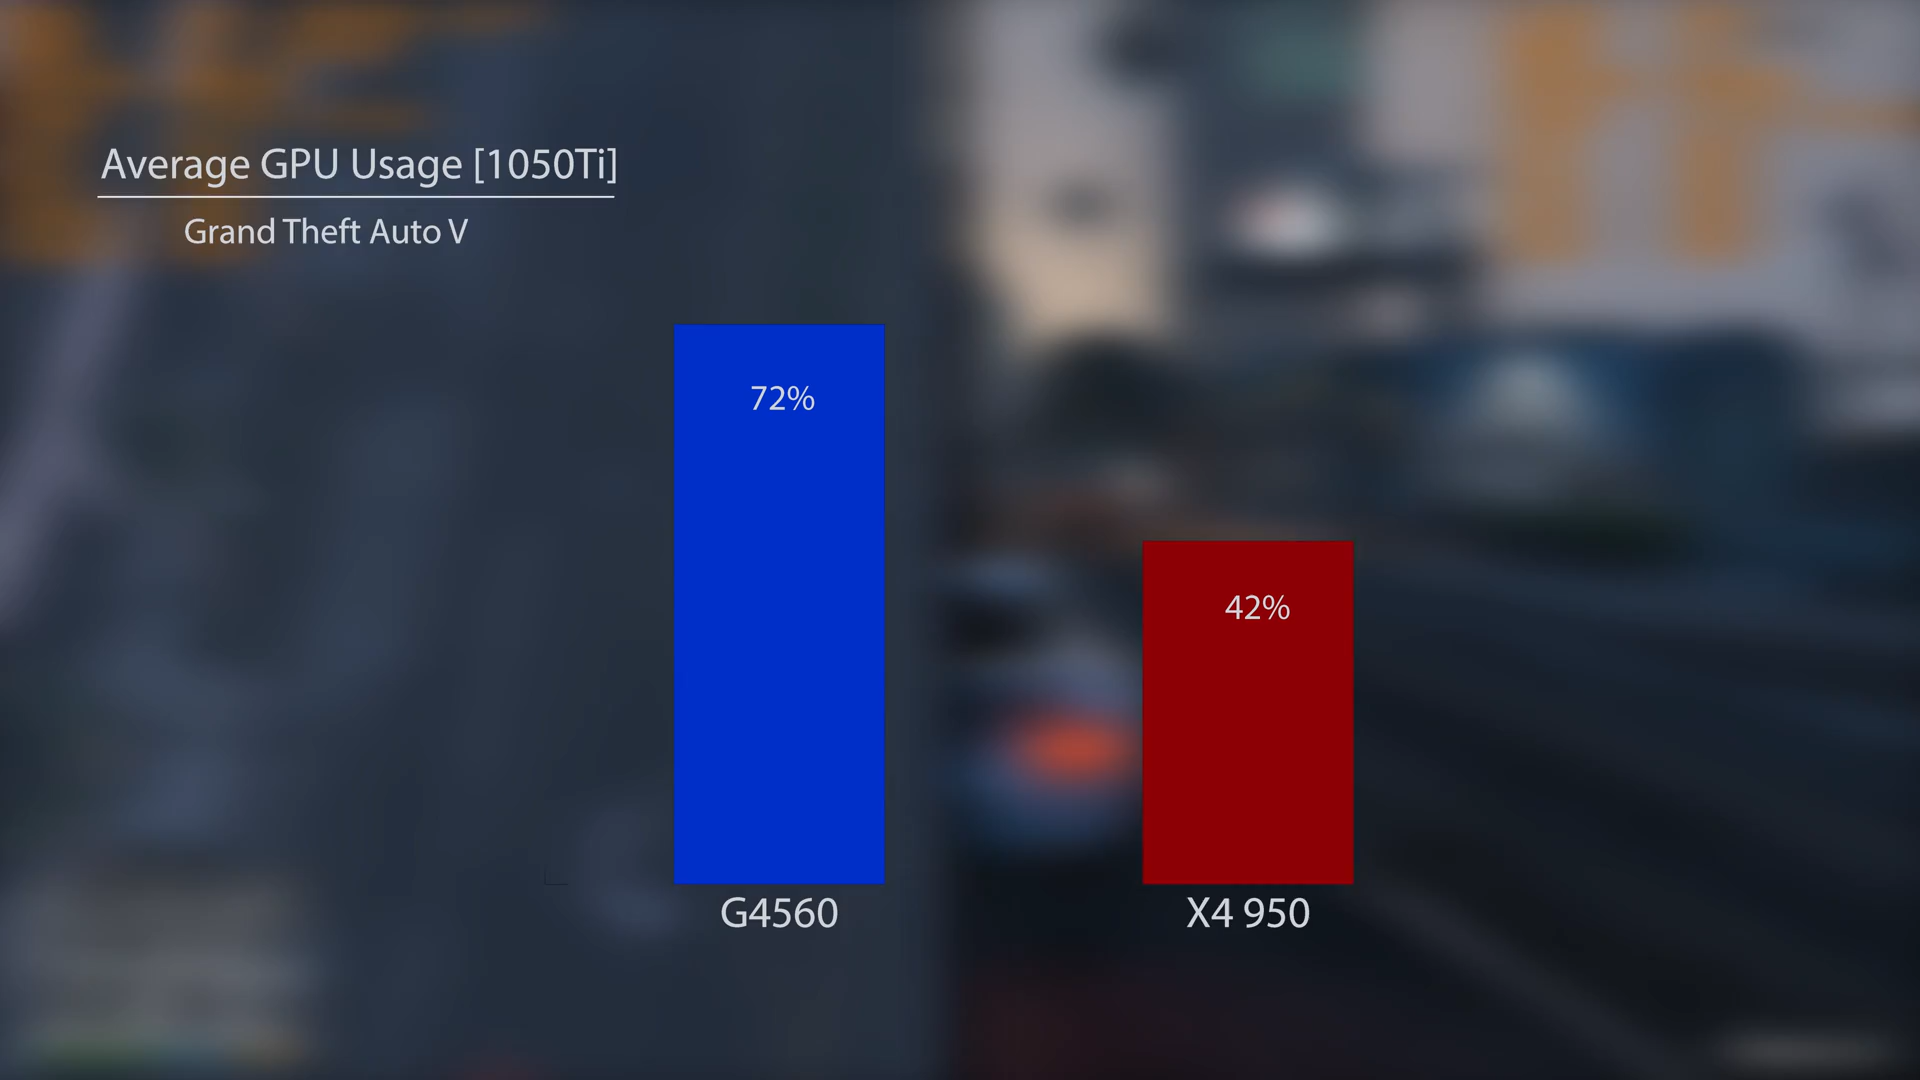 Average GPU Usage [1050Ti]
Grand Theft Auto V
72%
42%
G4560
X4 950